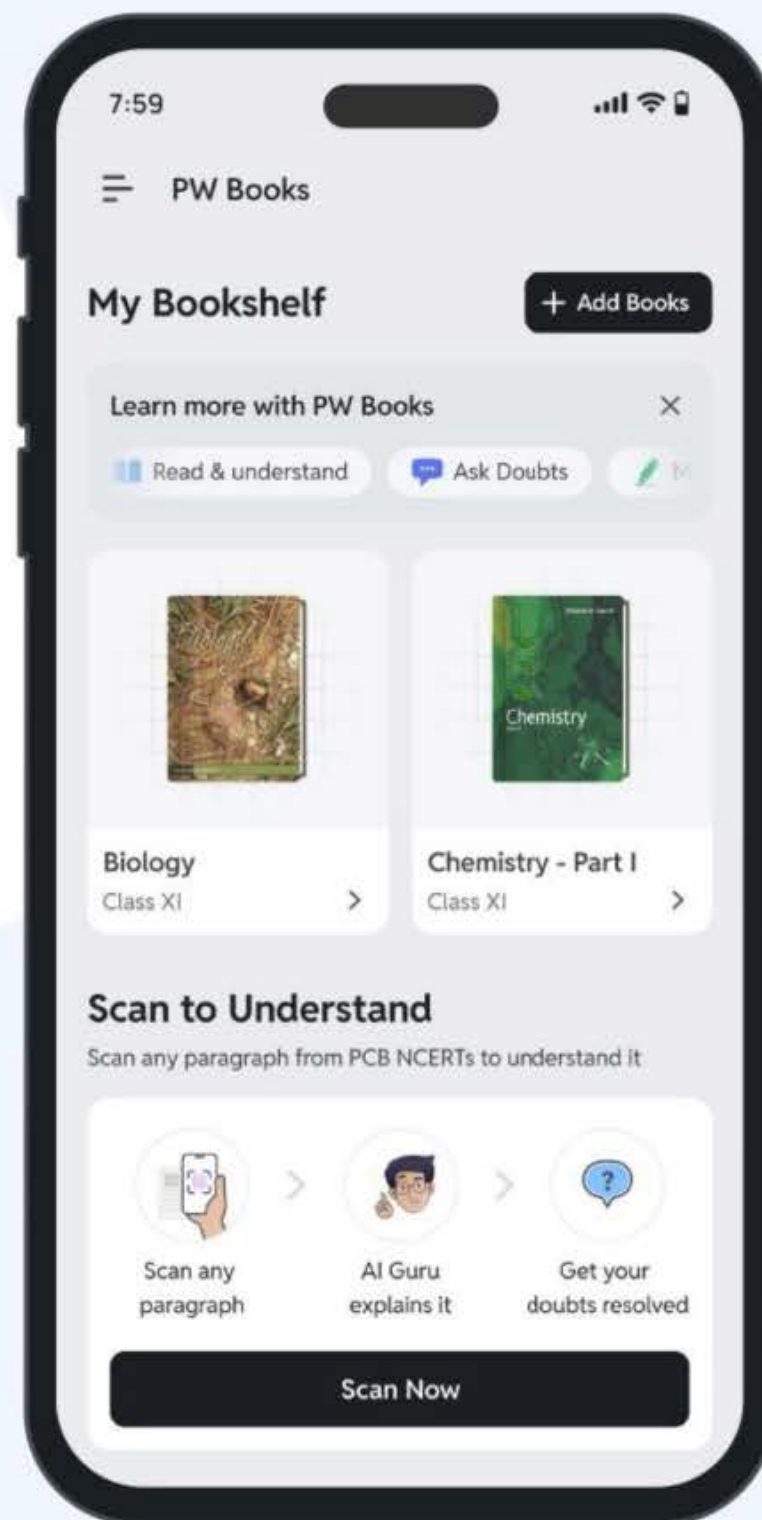 7:59
PW Books
My Bookshelf
+ Add Books
Learn more with PW Books
Read & understand
Ask Doubts
Chemistry
Biology
Class XI
Chemistry - Part I
Class XI
Scan to Understand
Scan any paragraph from PCB NCERTs to understand it
Scan any
paragraph
AI Guru
explains it
Get your
doubts resolved
?
Scan Now